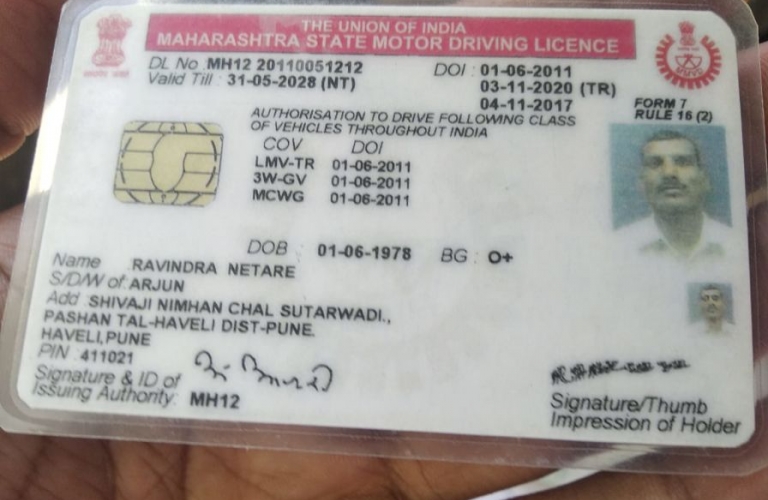 THE UNION OF INDIA
MAHARASHTRA STATE MOTOR DRIVING LICENCE
DL No MH12 20110051212 DOI : 01-06-2011
Valid Till : 31-05-2028 (NT) 03-11-2020 (TR)
04-11-2017
FORM 7
RULE 16 (2)
AUTHORISATION TO DRIVE FOLLOWING CLASS
OF VEHICLES THROUGHOUT INDIA
COV DOI
LMV-TR 01-06-2011
3W-GV 01-06-2011
MCWG 01-06-2011
DOB : 01-06-1978 BG : O+
Name RAVINDRA NETARE
S/D/W of ARJUN
Add SHIVAJI NIMHAN CHAL SUTARWADI.,
PASHAN TAL-HAVELI DIST-PUNE.
HAVELI,PUNE
PIN 411021
Signature & ID of
Issuing Authority: MH12
Signature/Thumb
Impression of Holder